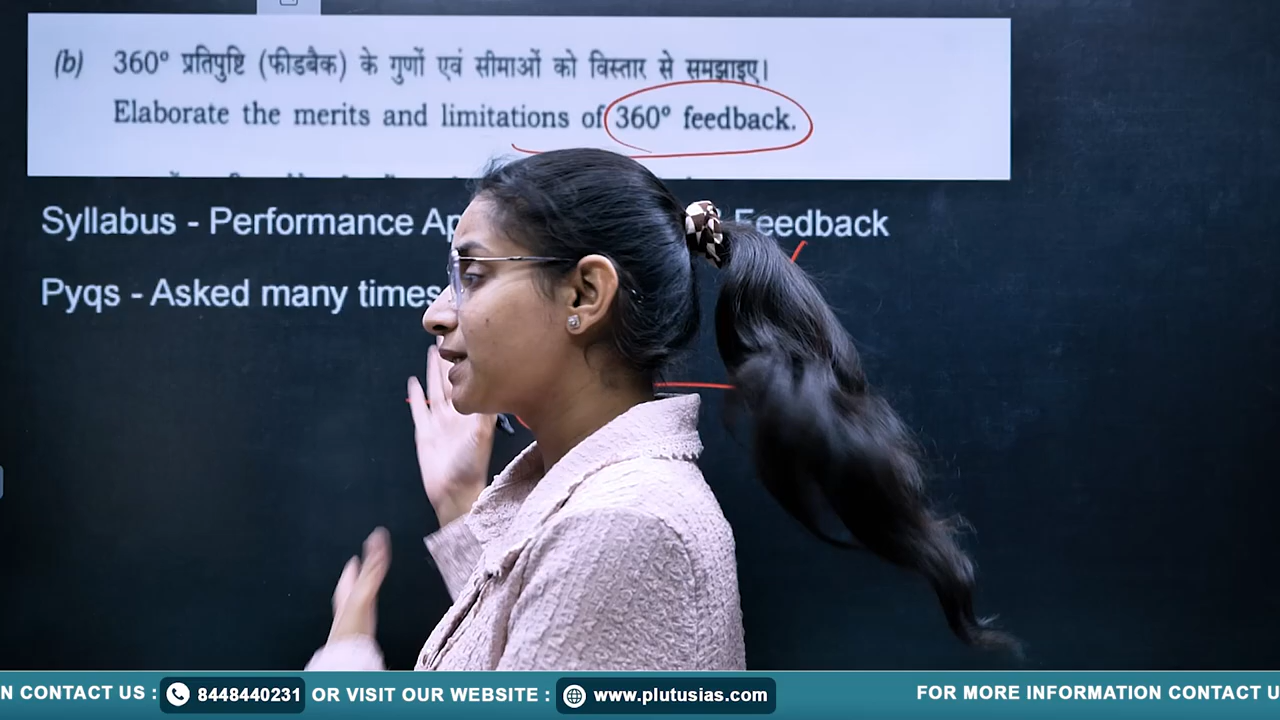 (b) 360° प्रतिपुष्टि (फीडबैक) के गुणों एवं सीमाओं को विस्तार से समझाइए।
Elaborate the merits and limitations of 360° feedback.
Syllabus - Performance Feedback
Pyqs - Asked many times
N CONTACT US : 8448440231 OR VISIT OUR WEBSITE : www.plutusias.com FOR MORE INFORMATION CONTACT U